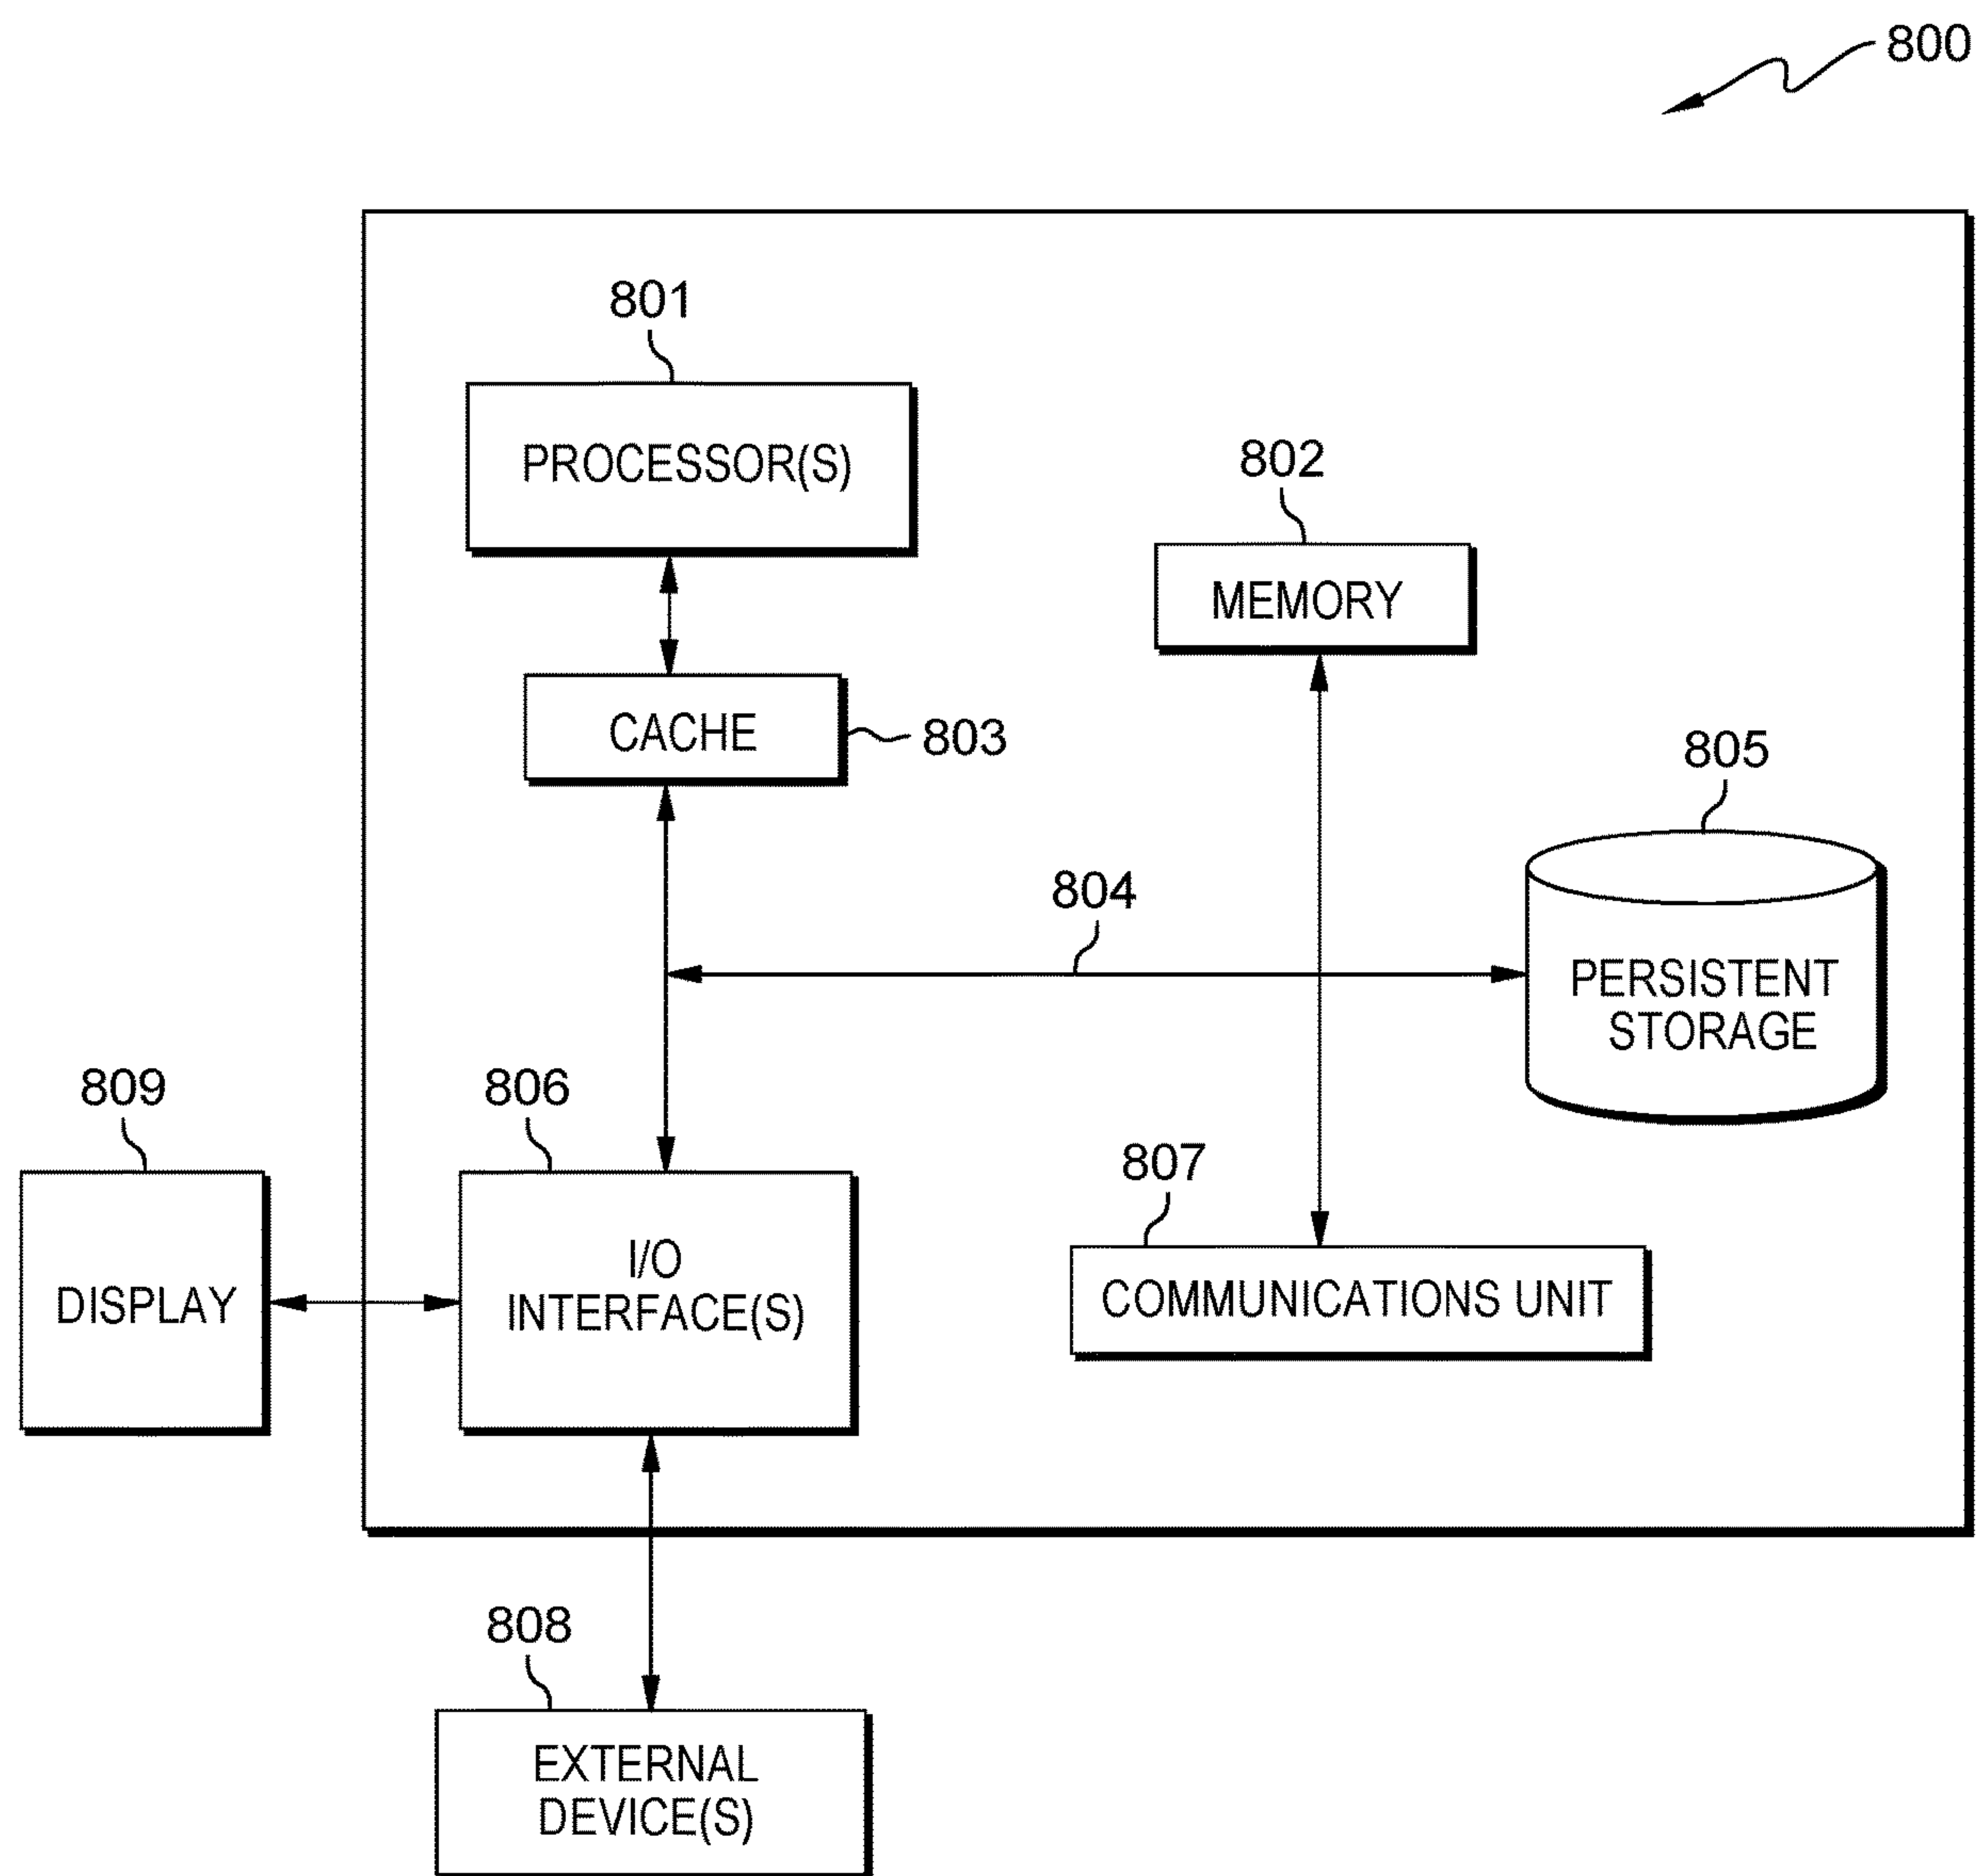 800
801
PROCESSOR(S)
802
MEMORY
CACHE
803
805
804
PERSISTENT
STORAGE
809
806
807
DISPLAY
I/O
INTERFACE(S)
COMMUNICATIONS UNIT
808
EXTERNAL
DEVICE(S)